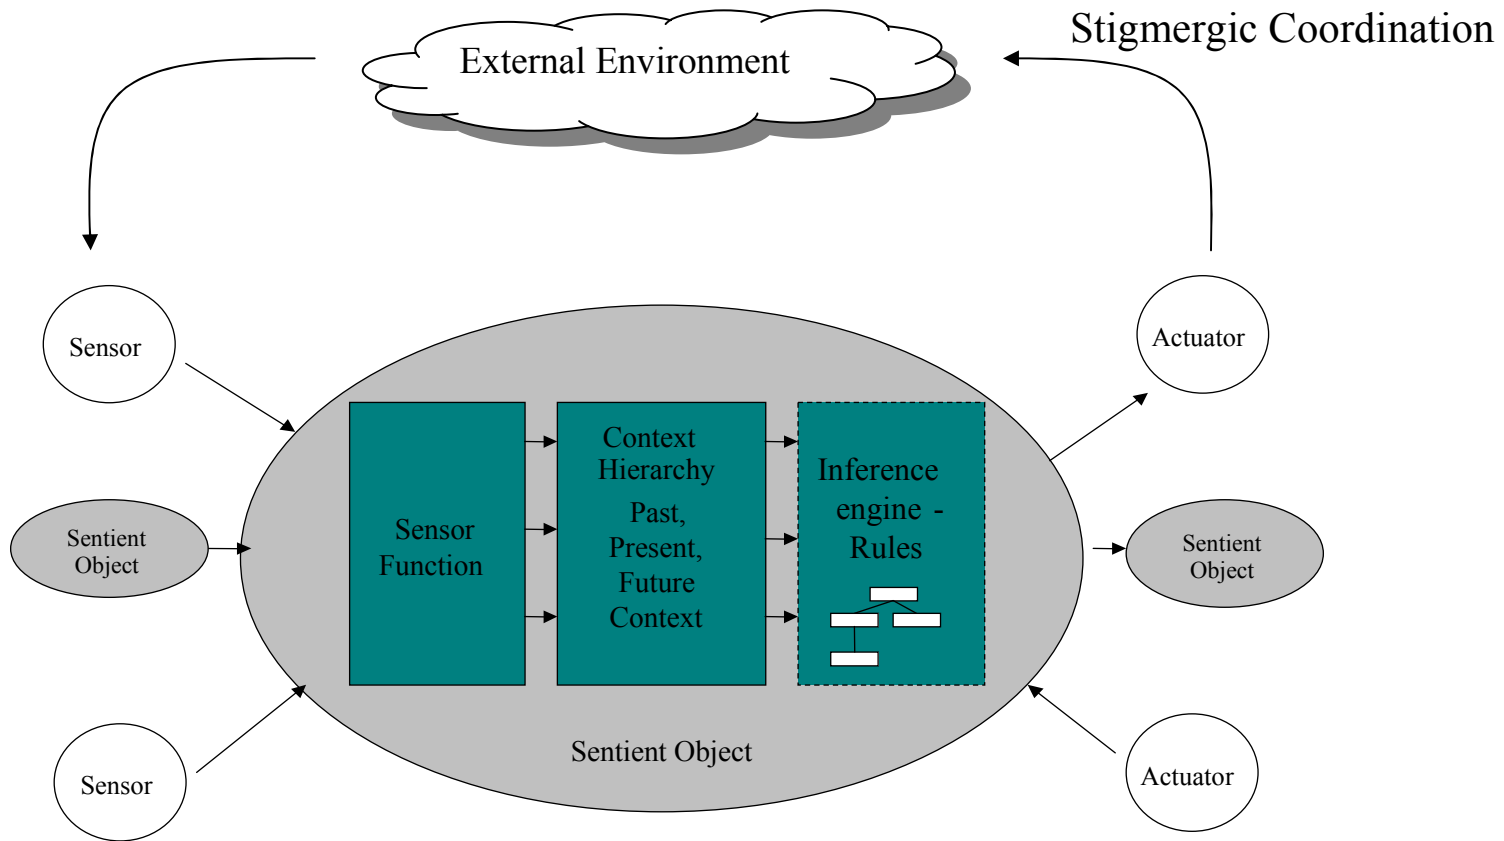 Stigmergic Coordination
External Environment
Sensor
Actuator
Sentient
Object
Sensor
Function
Context
Hierarchy
Past,
Present,
Future
Context
Inference
engine -
Rules
Sentient
Object
Sentient Object
Sensor
Actuator